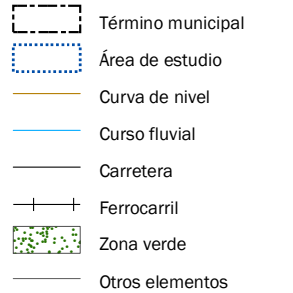 Término municipal
Área de estudio
Curva de nivel
Curso fluvial
Carretera
Ferrocarril
Zona verde
Otros elementos